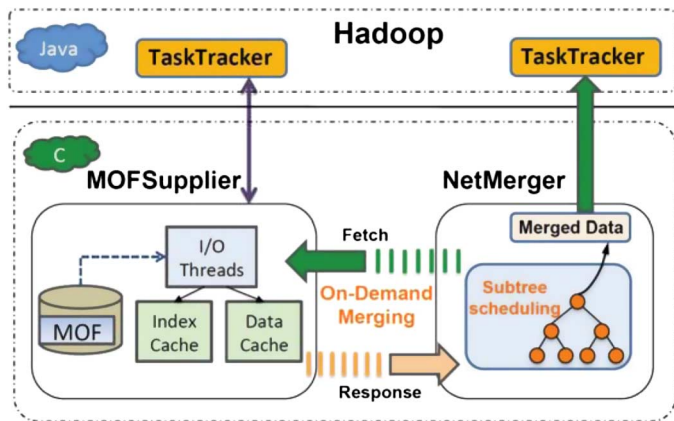 Hadoop
Java
TaskTracker
TaskTracker
C
MOFSupplier
NetMerger
I/O
Threads
MOF
Index
Cache
Data
Cache
Fetch
On-Demand
Merging
Response
Merged Data
Subtree
scheduling